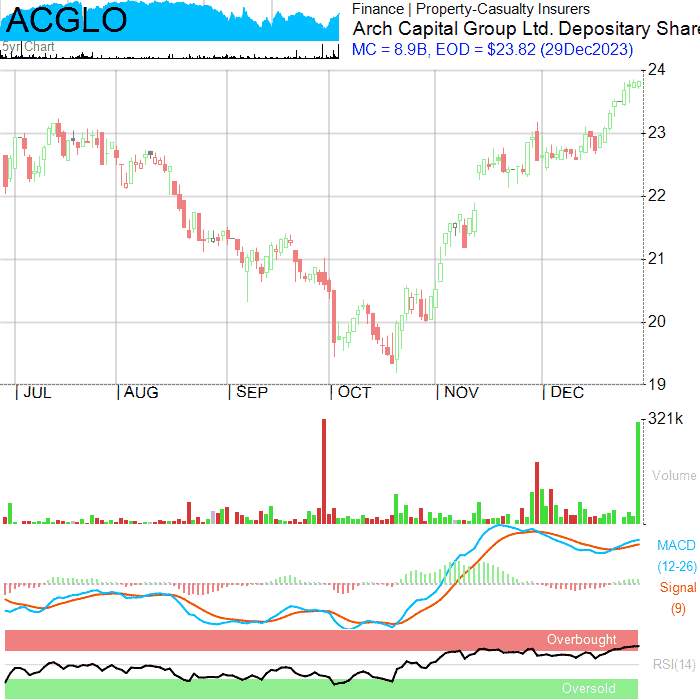 ACGLO
5yr Chart
Finance | Property-Casualty Insurers
Arch Capital Group Ltd. Depositary Share
MC = 8.9B, EOD = $23.82 (29Dec2023)
24
23
22
21
20
19
| JUL | AUG | SEP | OCT | NOV | DEC
321k
Volume
MACD
(12-26)
Signal
(9)
Overbought
RSI(14)
Oversold